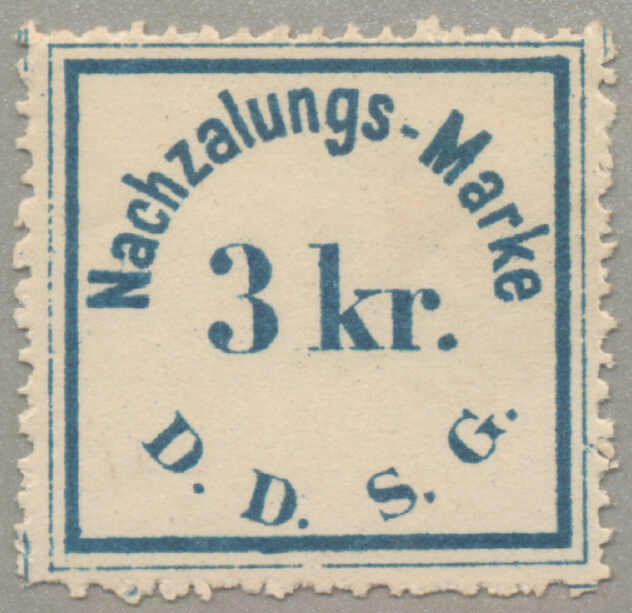 Nachzalungs-Marke
3 kr.
D. D. S. G.